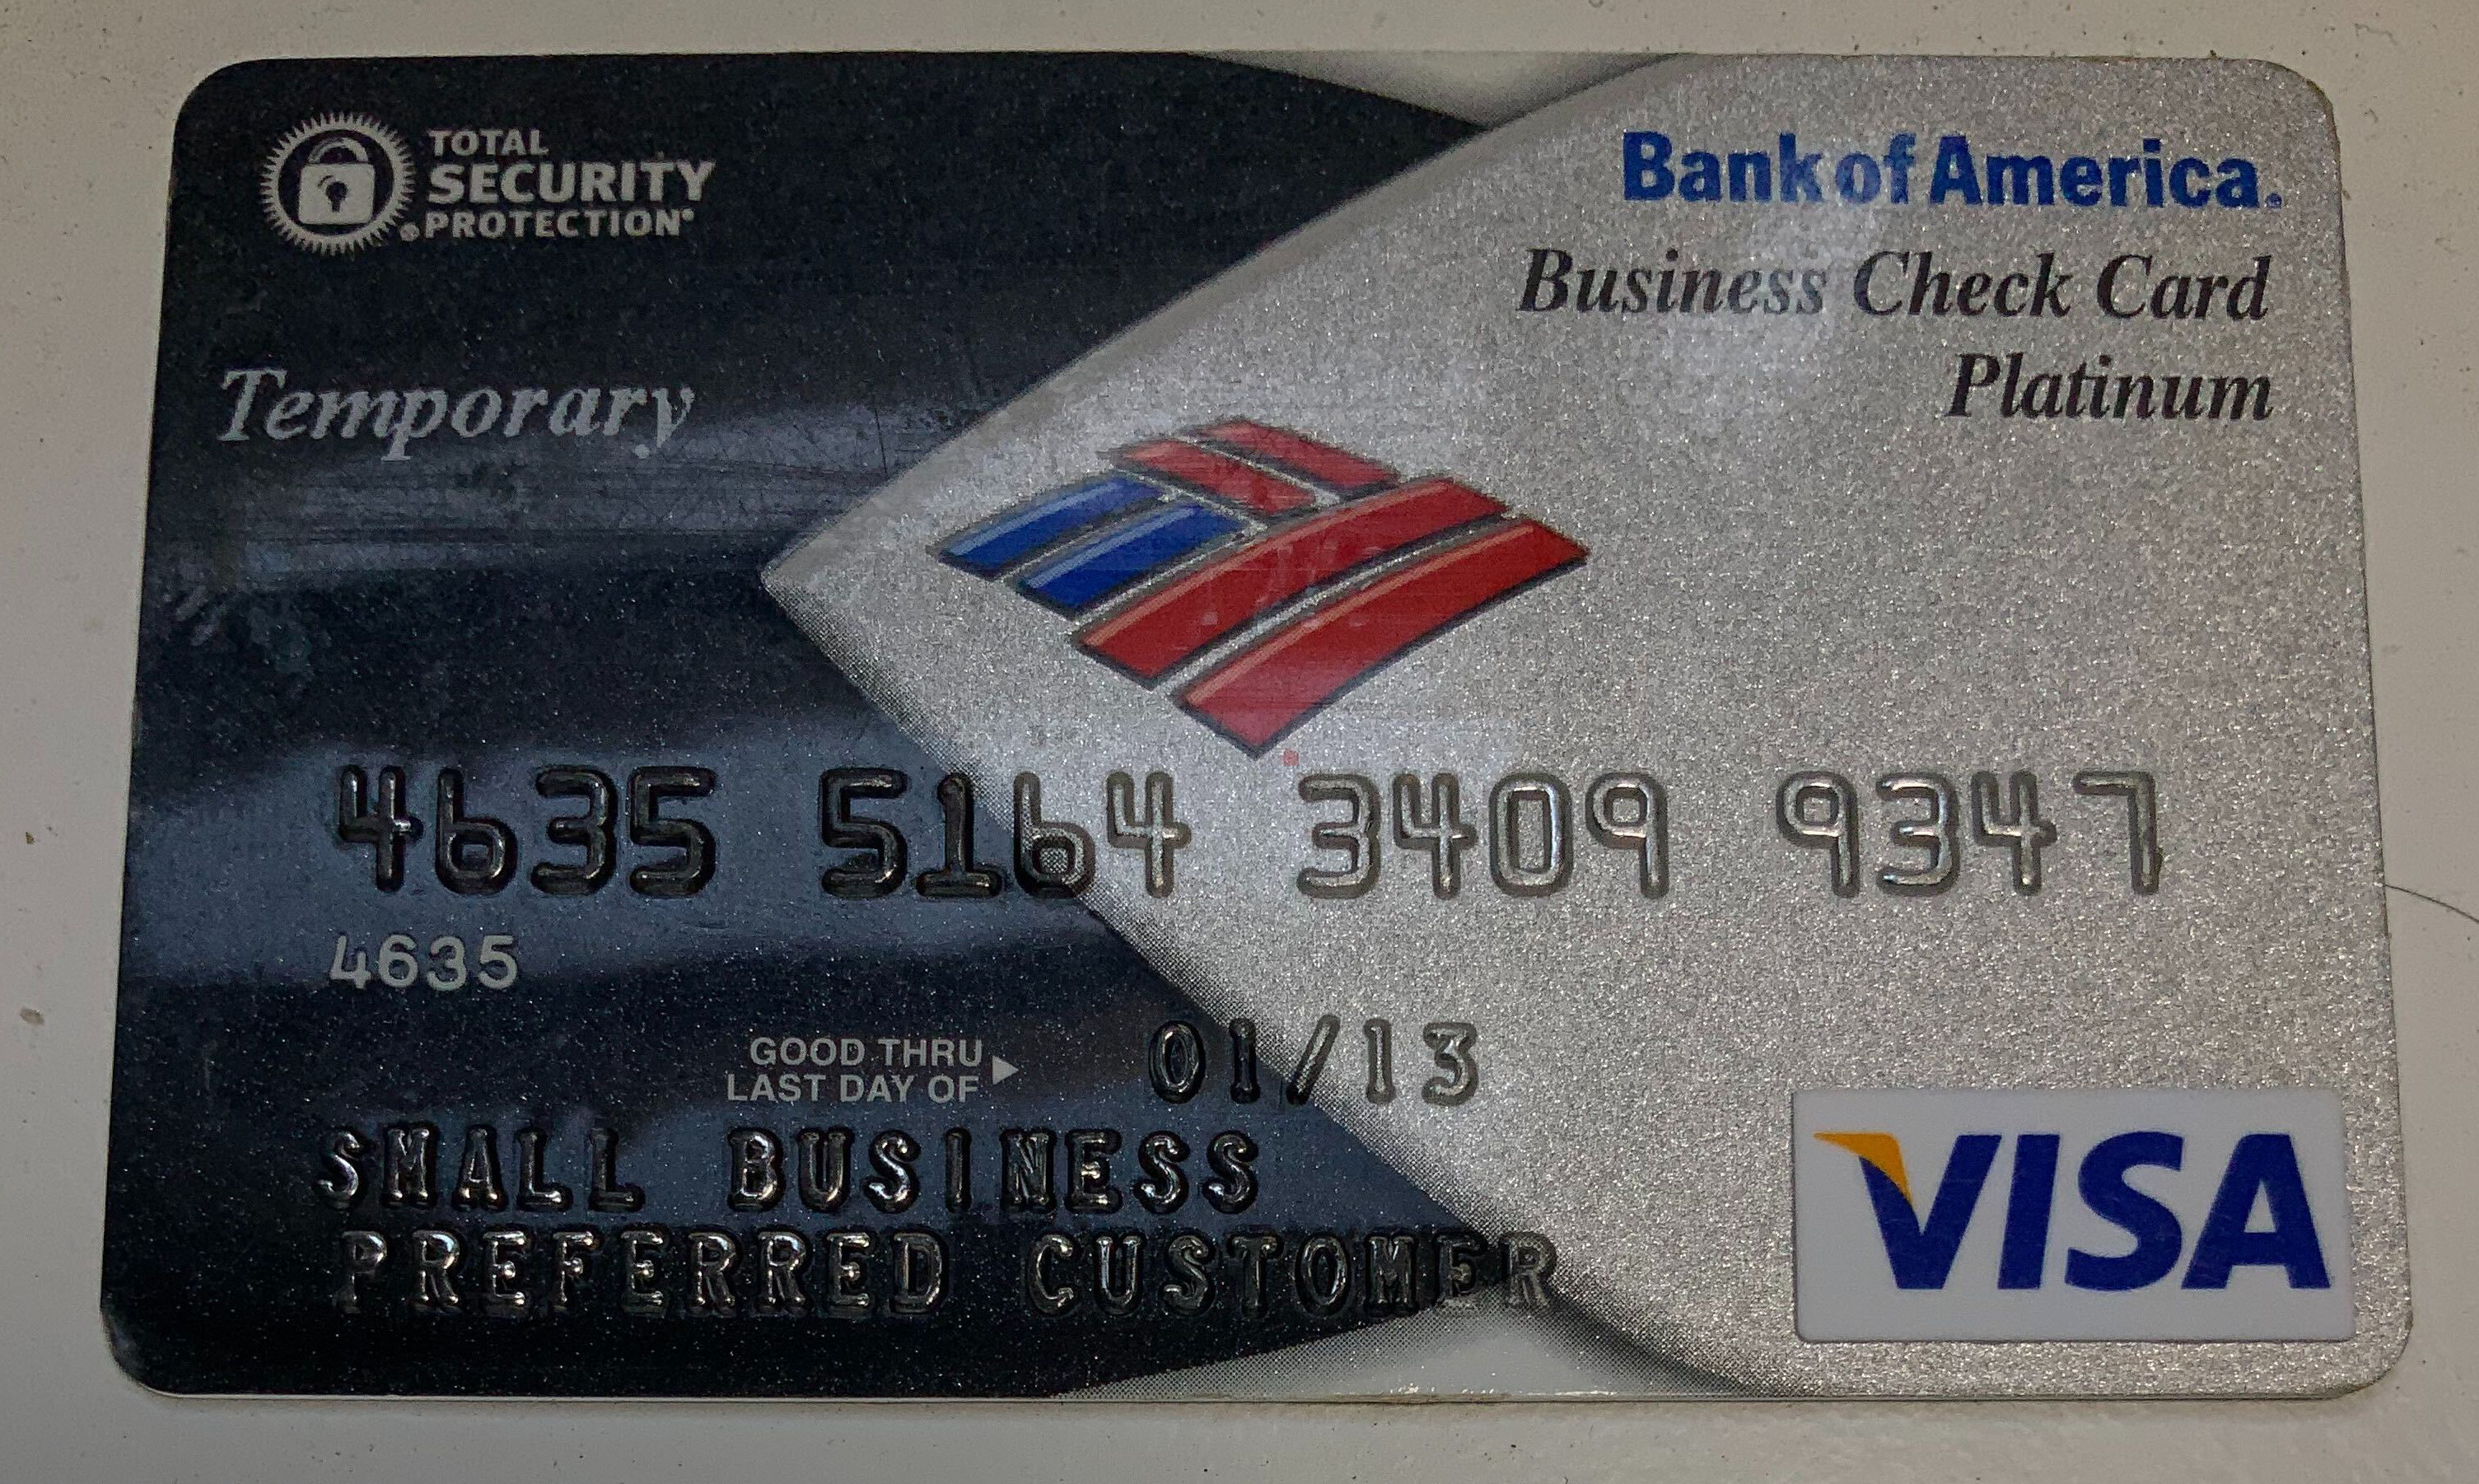 TOTAL
SECURITY
PROTECTION®
Bank of America
Business Check Card
Platinum
Temporary
4635 5164 3409 9347
4635
GOOD THRU
LAST DAY OF
01/13
SMALL BUSINESS
PREFERRED CUSTOMER
VISA